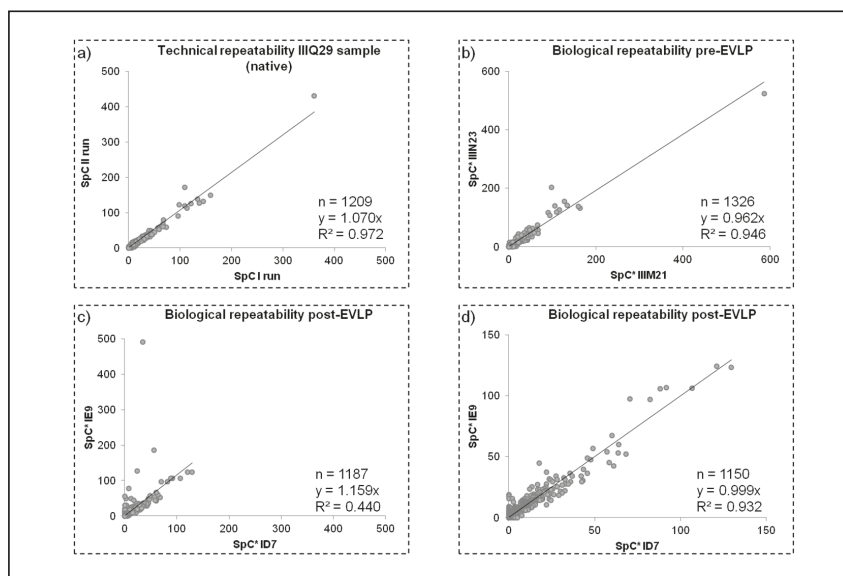 a) Technical repeatability IIIQ29 sample
(native)
500
400
300
200
100
0
SpC II run
n = 1209
y = 1.070x
R² = 0.972
0 100 200 300 400 500
SpC I run
b) Biological repeatability pre-EVLP
600
400
200
0
SpC* IIIN23
n = 1326
y = 0.962x
R² = 0.946
0 200 400 600
SpC* IIIM21
c) Biological repeatability post-EVLP
500
400
300
200
100
0
SpC* IE9
n = 1187
y = 1.159x
R² = 0.440
0 100 200 300 400 500
SpC* ID7
d) Biological repeatability post-EVLP
150
100
50
0
SpC* IE9
n = 1150
y = 0.999x
R² = 0.932
0 50 100 150
SpC* ID7